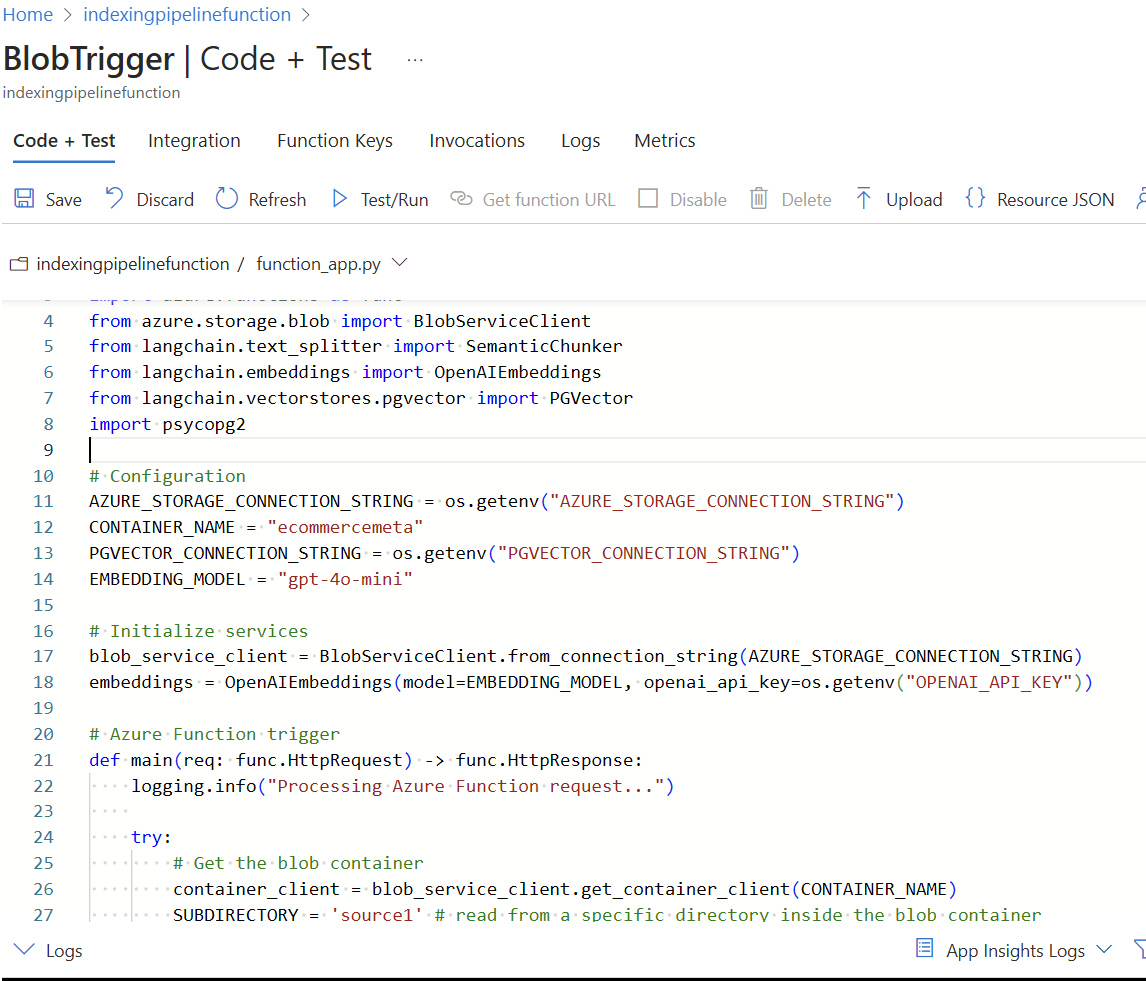 Home > indexingpipelinefunction >
BlobTrigger | Code + Test ...
indexingpipelinefunction
Code + Test Integration Function Keys Invocations Logs Metrics
Save Discard Refresh Test/Run Get function URL Disable Delete Upload Resource JSON
indexingpipelinefunction / function_app.py
4 from azure.storage.blob import BlobServiceClient
5 from langchain.text_splitter import SemanticChunker
6 from langchain.embeddings import OpenAIEmbeddings
7 from langchain.vectorstores.pgvector import PGVector
8 import psycopg2
9
10 # Configuration
11 AZURE_STORAGE_CONNECTION_STRING = os.getenv("AZURE_STORAGE_CONNECTION_STRING")
12 CONTAINER_NAME = "ecommercemeta"
13 PGVECTOR_CONNECTION_STRING = os.getenv("PGVECTOR_CONNECTION_STRING")
14 EMBEDDING_MODEL = "gpt-4o-mini"
15
16 # Initialize services
17 blob_service_client = BlobServiceClient.from_connection_string(AZURE_STORAGE_CONNECTION_STRING)
18 embeddings = OpenAIEmbeddings(model=EMBEDDING_MODEL, openai_api_key=os.getenv("OPENAI_API_KEY"))
19
20 # Azure Function trigger
21 def main(req: func.HttpRequest) -> func.HttpResponse:
22 logging.info("Processing Azure Function request...")
23
24 try:
25 # Get the blob container
26 container_client = blob_service_client.get_container_client(CONTAINER_NAME)
27 SUBDIRECTORY = 'source1' # read from a specific directory inside the blob container
Logs App Insights Logs